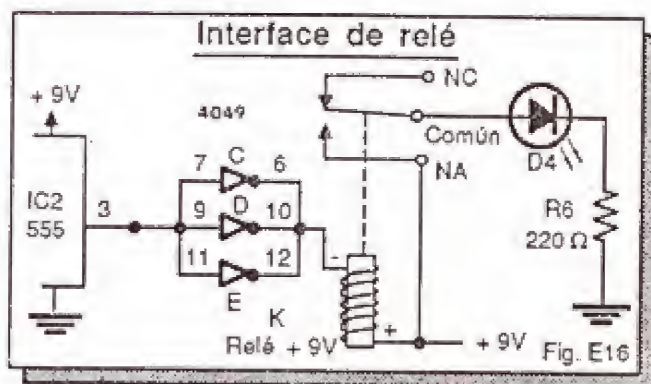 Interface de relé
NC
+ 9V
4049
Común
7 C 6
D4
NA
IC2
555
3
9 D 10
R6
220 Ω
11 12
E
-
K
Relé + 9V
+
+ 9V
Fig. E16